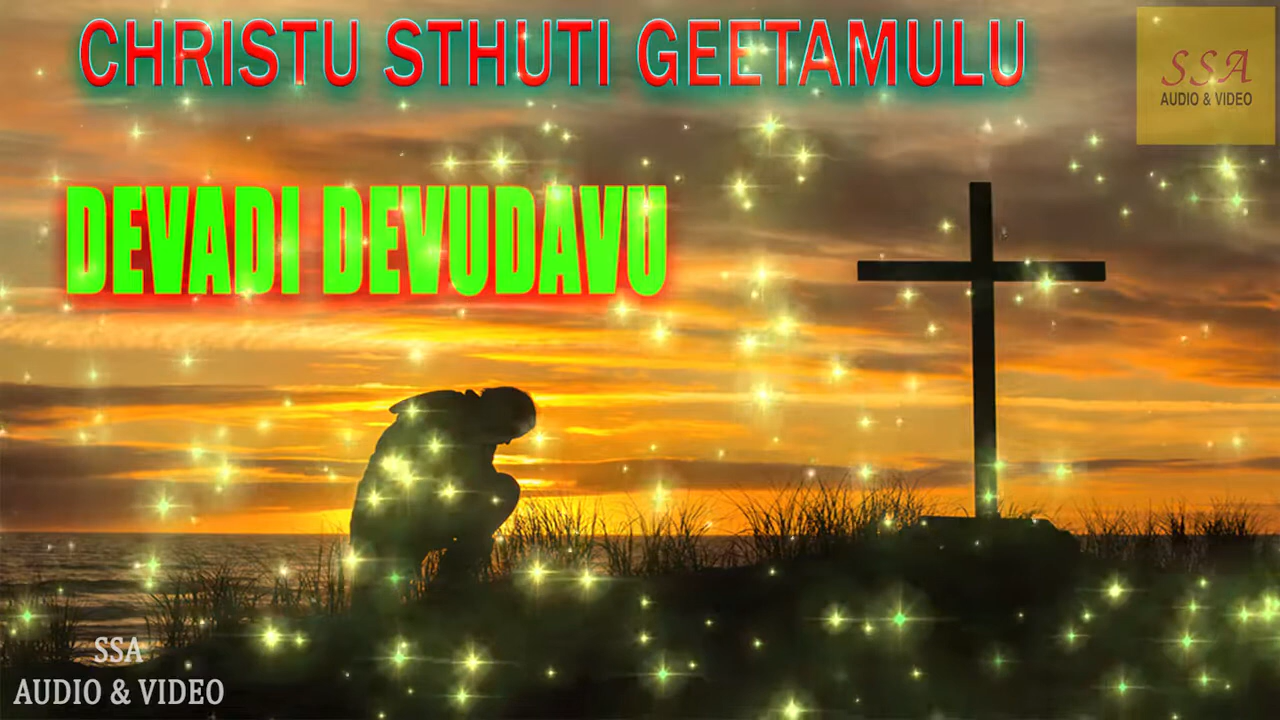 CHRISTU STHUTI GEETAMULU
SSA
AUDIO & VIDEO
DEVADI DEVUDAVU
SSA
AUDIO & VIDEO